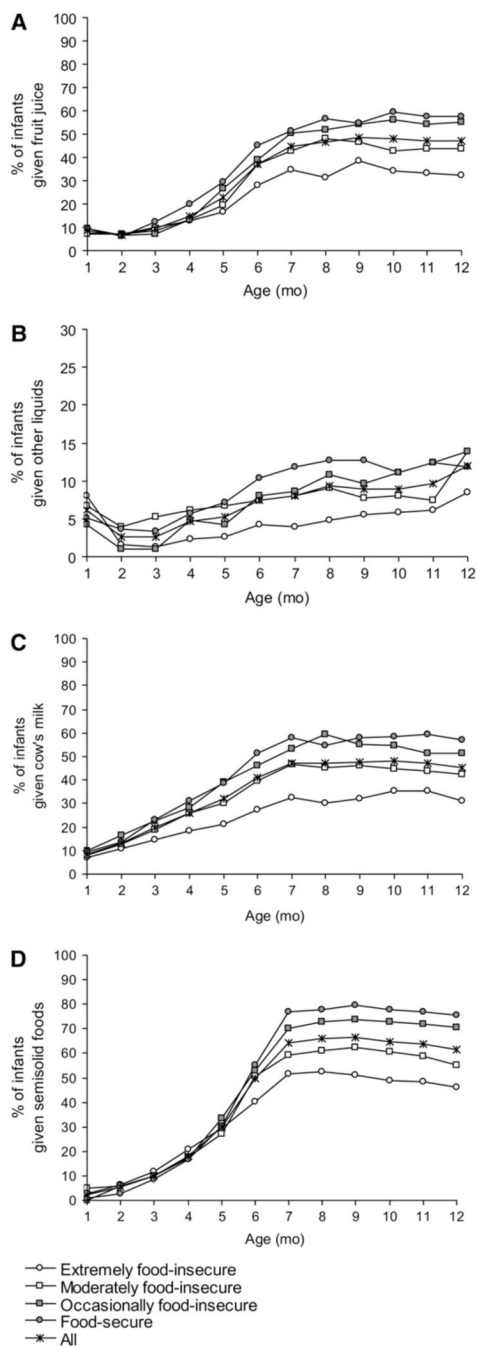 A
% of infants
given fruit juice
100
90
80
70
60
50
40
30
20
10
0
1 2 3 4 5 6 7 8 9 10 11 12
Age (mo)
B
% of infants
given other liquids
30
25
20
15
10
5
0
1 2 3 4 5 6 7 8 9 10 11 12
Age (mo)
C
% of infants
given cow's milk
100
90
80
70
60
50
40
30
20
10
0
1 2 3 4 5 6 7 8 9 10 11 12
Age (mo)
D
% of infants
given semisolid foods
100
90
80
70
60
50
40
30
20
10
0
1 2 3 4 5 6 7 8 9 10 11 12
Age (mo)
Extremely food-insecure
Moderately food-insecure
Occasionally food-insecure
Food-secure
All